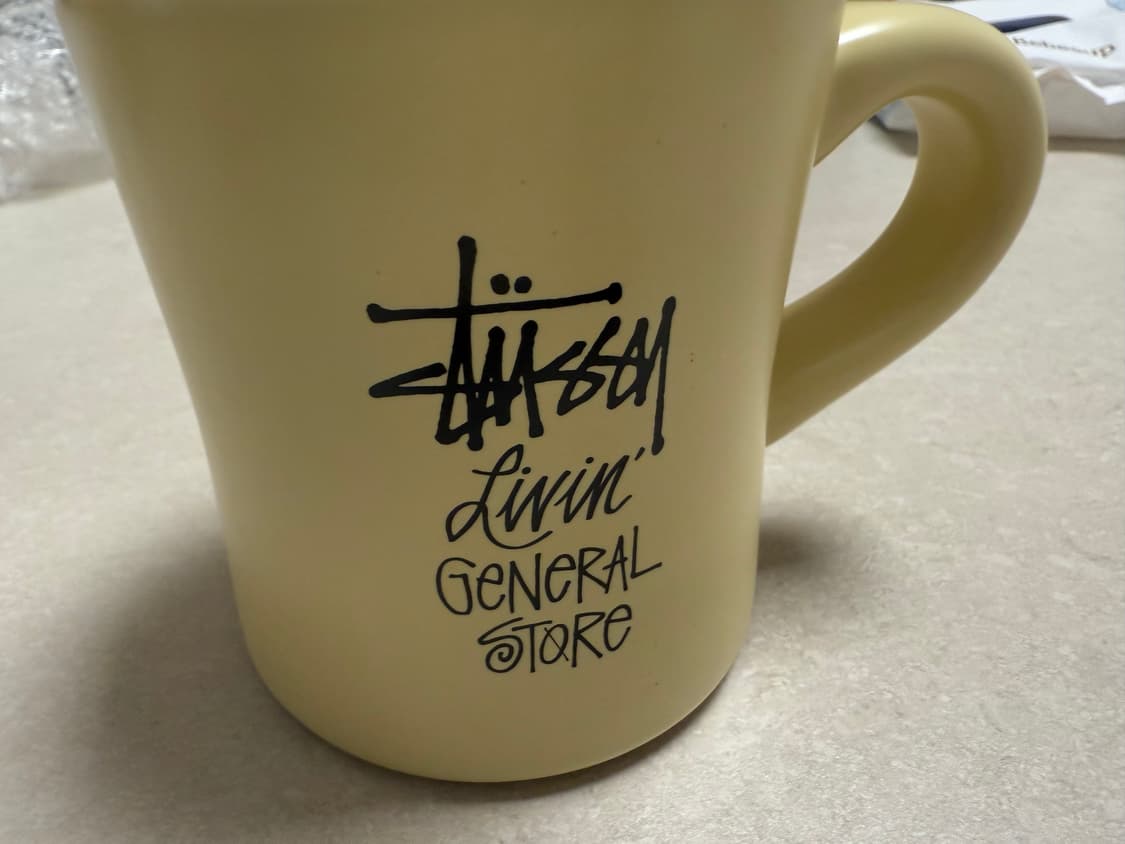 Stüssy
Livin'
GENERAL
STORE